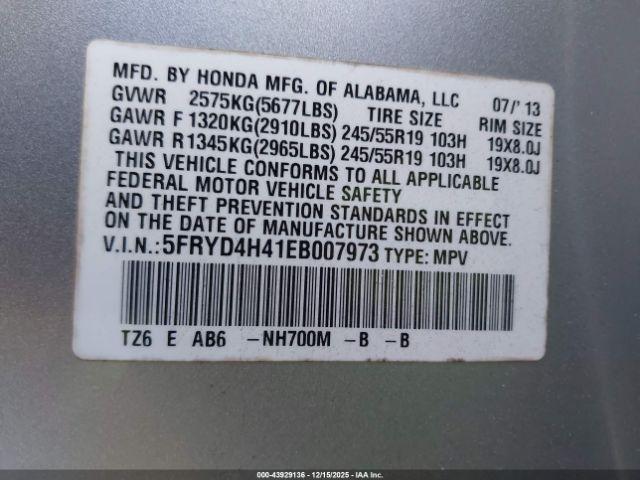 MFD. BY HONDA MFG. OF ALABAMA, LLC 07/'13
GVWR 2575KG(5677LBS) TIRE SIZE RIM SIZE
GAWR F 1320KG(2910LBS) 245/55R19 103H 19X8.0J
GAWR R 1345KG(2965LBS) 245/55R19 103H 19X8.0J
THIS VEHICLE CONFORMS TO ALL APPLICABLE
FEDERAL MOTOR VEHICLE SAFETY
AND THEFT PREVENTION STANDARDS IN EFFECT
ON THE DATE OF MANUFACTURE SHOWN ABOVE.
V.I.N.:5FRYD4H41EB007973 TYPE: MPV
TZ6 E AB6 -NH700M -B -B
000-43929136 - 12/15/2025 - IAA Inc.